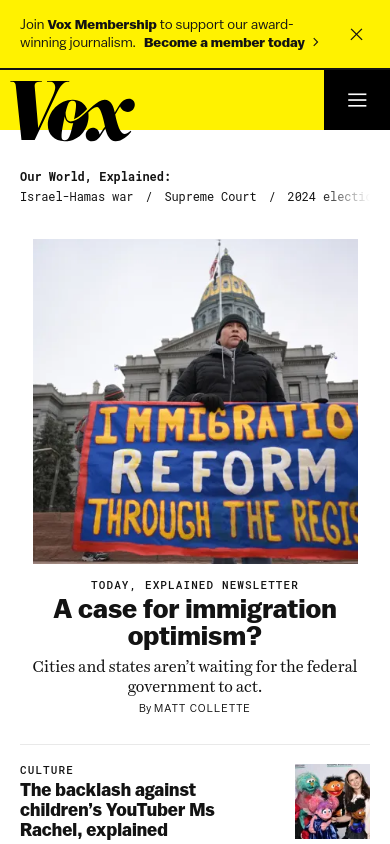 Join Vox Membership to support our award-
winning journalism. Become a member today
Vox
Our World, Explained:
Israel-Hamas war / Supreme Court / 2024 electi
IMMIGRATIO
REFORM
THROUGH THE REGIS
TODAY, EXPLAINED NEWSLETTER
A case for immigration
optimism?
Cities and states aren’t waiting for the federal
government to act.
By MATT COLLETTE
CULTURE
The backlash against
children’s YouTuber Ms
Rachel, explained